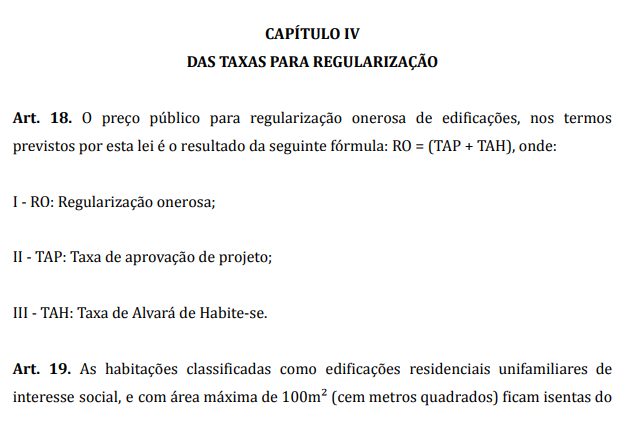 CAPÍTULO IV
DAS TAXAS PARA REGULARIZAÇÃO
Art. 18. O preço público para regularização onerosa de edificações, nos termos
previstos por esta lei é o resultado da seguinte fórmula: RO = (TAP + TAH), onde:
I - RO: Regularização onerosa;
II - TAP: Taxa de aprovação de projeto;
III - TAH: Taxa de Alvará de Habite-se.
Art. 19. As habitações classificadas como edificações residenciais unifamiliares de
interesse social, e com área máxima de 100m² (cem metros quadrados) ficam isentas do